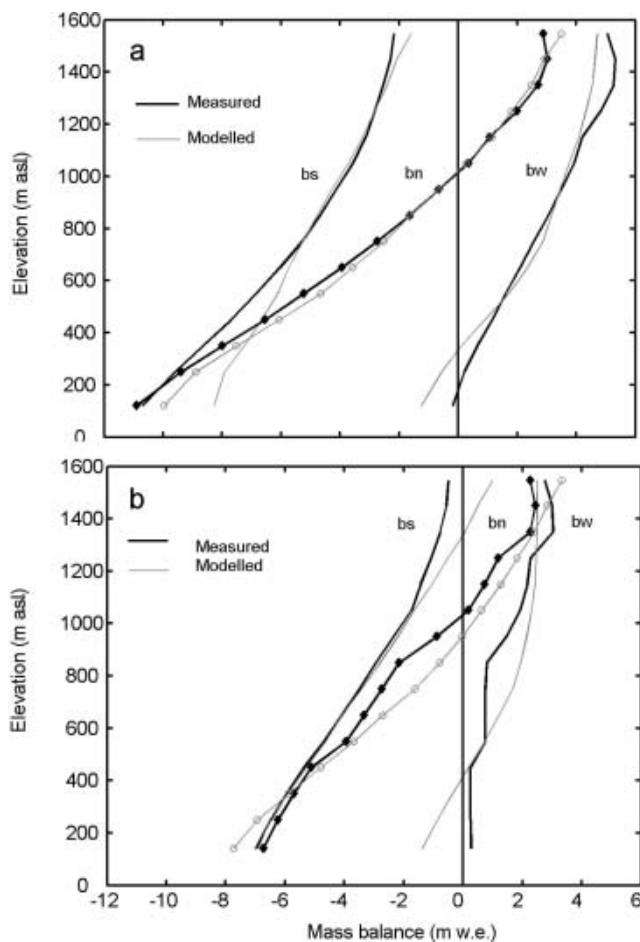 1600
a
1400
Measured
1200
Modelled
bs
bn
bw
1000
Elevation (m asl)
800
600
400
200
0
1600
b
1400
bs
bn
bw
Measured
Modelled
1200
1000
Elevation (m asl)
800
600
400
200
0
-12
-10
-8
-6
-4
-2
0
2
4
6
Mass balance (m w.e.)